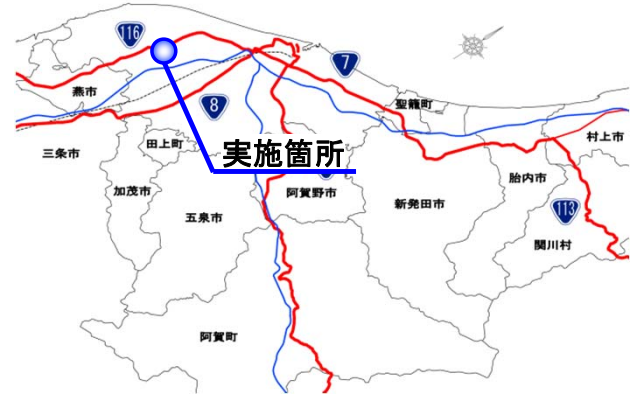 116
7
燕市
8
聖籠町
村上市
三条市
田上町
実施箇所
胎内市
加茂市
阿賀野市
新発田市
113
五泉市
関川村
阿賀町